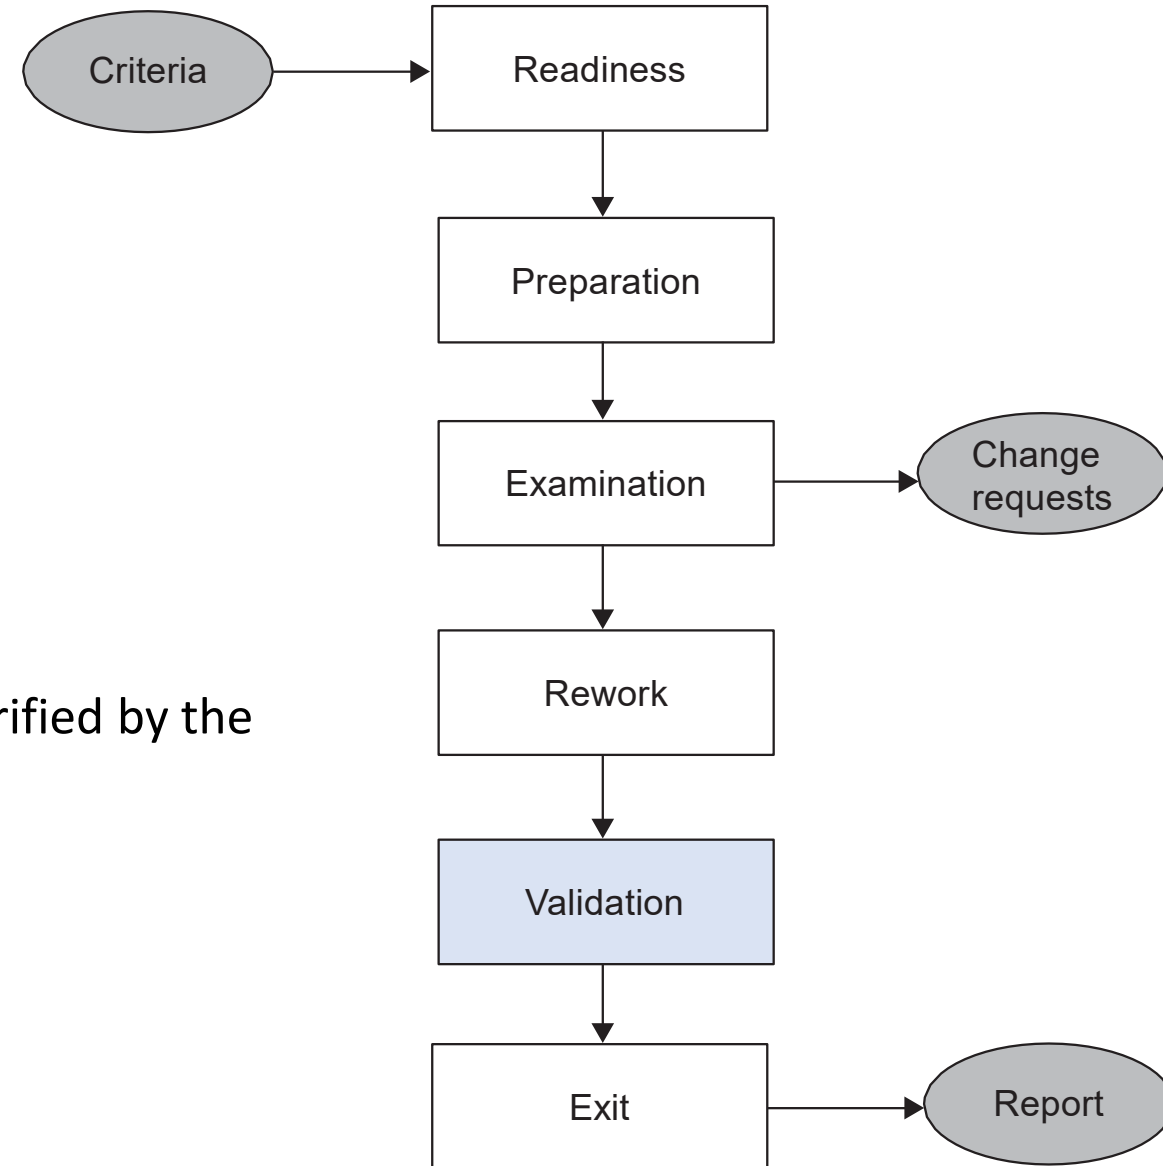 Criteria
Readiness
Preparation
Examination
Change
requests
Rework
rified by the
Validation
Exit
Report